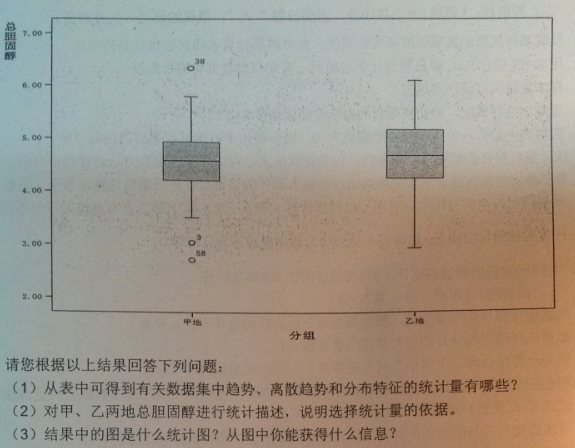 总胆固醇
7.00
6.00
5.00
4.00
3.00
2.00
38
3
58
甲地
乙地
分组
请您根据以上结果回答下列问题：
（1）从表中可得到有关数据集中趋势、离散趋势和分布特征的统计量有哪些？
（2）对甲、乙两地总胆固醇进行统计描述，说明选择统计量的依据。
（3）结果中的图是什么统计图？从图中你能获得什么信息？